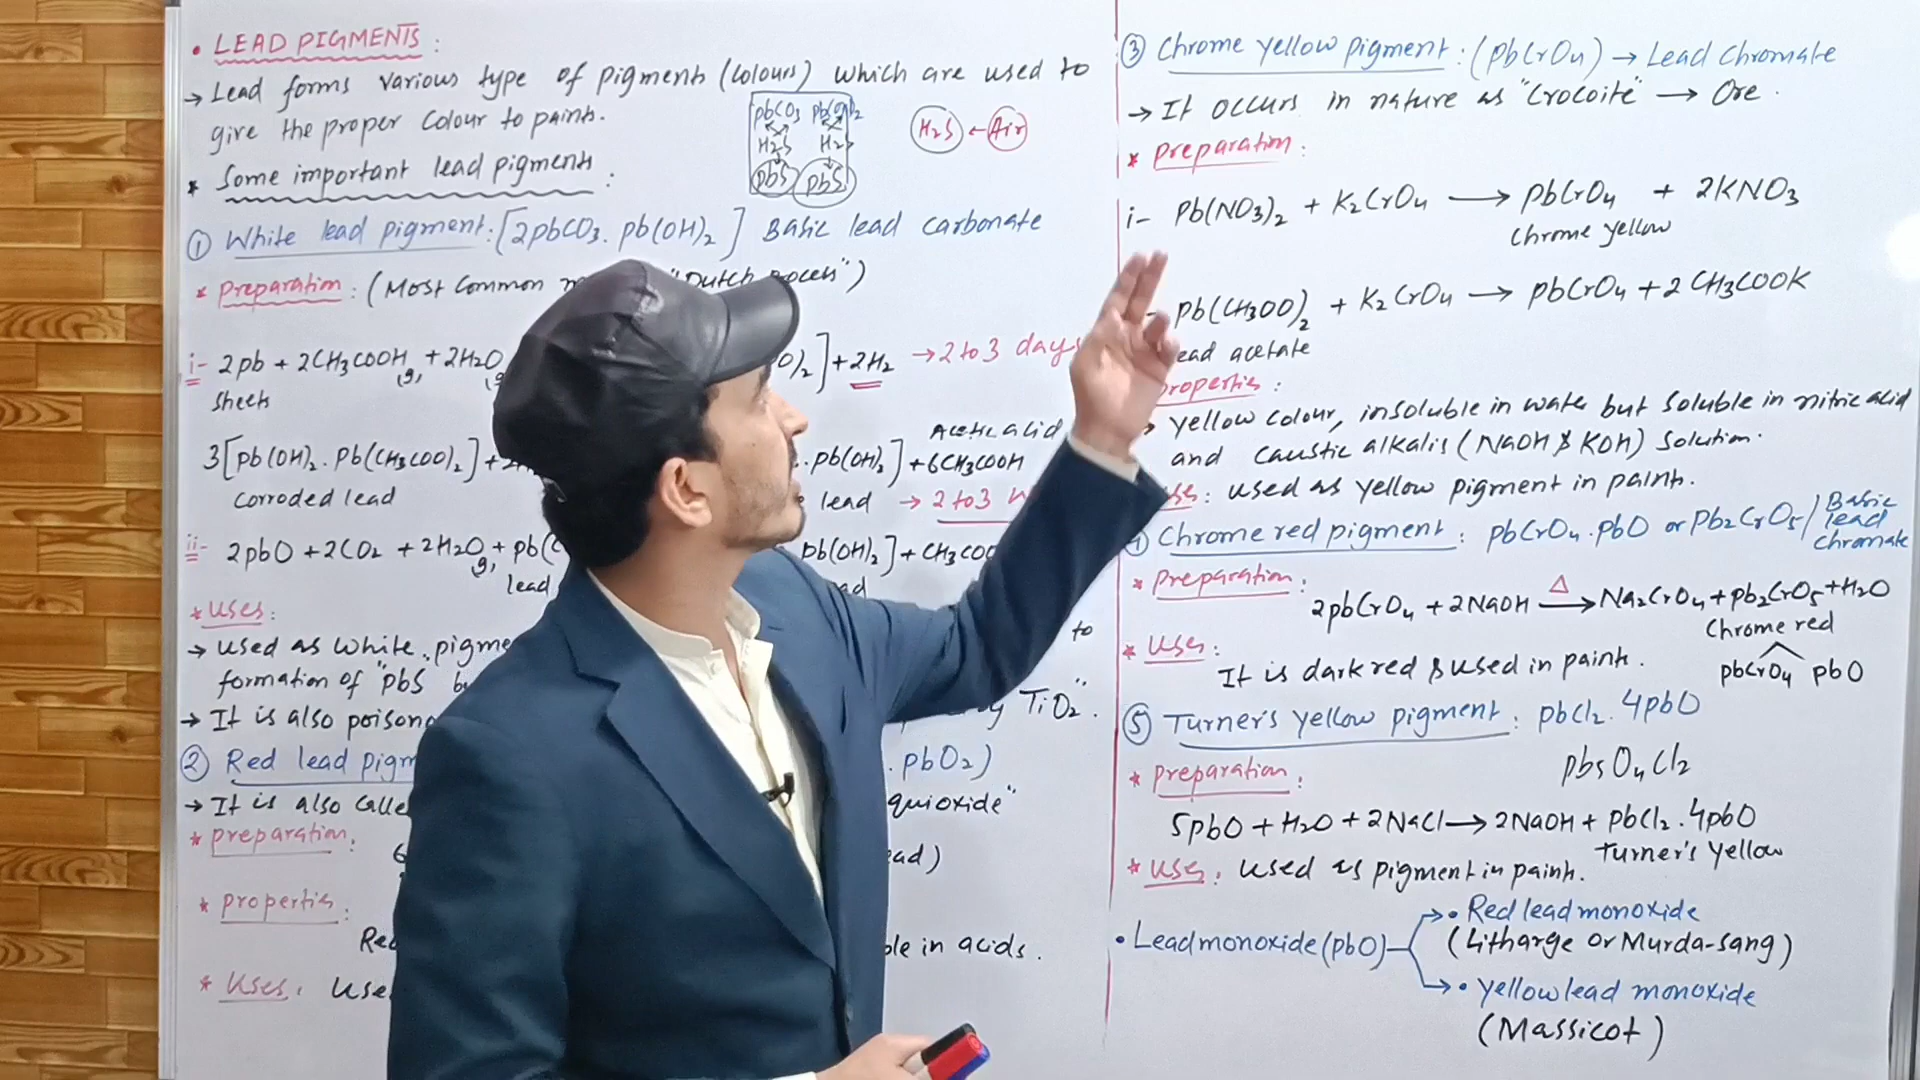 • LEAD PIGMENTS :
→ Lead forms various type of pigments (Colours) which are used to
give the proper Colour to paints.
PbCO3 Pb(OH)2
H2S H2S
PbS PbS
H2S ← Air
* Some important lead pigments :
① White lead pigment : [2PbCO3. Pb(OH)2] Basic lead carbonate
* Preparation : (Most Common "Dutch process")
i- 2Pb + 2CH3COOH(g) + 2H2O(g O)2] + 2H2 → 2 to 3 days
Sheets
3[Pb(OH)2. Pb(CH3COO)2] + .Pb(OH)2] + 6CH3COOH
Acetic acid
Corroded lead lead → 2 to 3
ii- 2PbO + 2CO2 + 2H2O(g) + Pb( Pb(OH)2] + CH3COO
lead
* Uses :
→ Used as White pigme to
formation of "PbS
→ It is also poisono TiO2".
② Red lead pigm . PbO2)
→ It is also calle quioxide"
* Preparation : 6 ead)
* Properties :
Red ble in acids.
* Uses : Use
③ Chrome yellow pigment : (PbCrO4) → Lead Chromate
→ It occurs in nature as "Crocoite" → Ore .
* Preparation :
i- Pb(NO3)2 + K2CrO4 → PbCrO4 + 2KNO3
Chrome yellow
- Pb(CH3OO)2 + K2CrO4 → PbCrO4 + 2CH3COOK
ead acetate
Properties :
→ yellow colour, insoluble in water but soluble in nitric acid
and caustic alkalis (NaOH & KOH) Solution.
Uses : used as yellow pigment in paints.
4 Chrome red pigment : PbCrO4 . PbO or Pb2CrO5 / Basic lead Chromate
* Preparation :
2PbCrO4 + 2NaOH △→ Na2CrO4 + Pb2CrO5 + H2O
Chrome red
PbCrO4 PbO
* Uses :
It is dark red & used in paints.
⑤ Turner's yellow pigment : PbCl2 . 4PbO
Pb5O4Cl2
* Preparation :
5PbO + H2O + 2NaCl → 2NaOH + PbCl2 . 4PbO
Turner's yellow
* Uses : used as pigment in paints.
• Lead monoxide (PbO)
→ • Red lead monoxide
(Litharge or Murda-sang)
→ • yellow lead monoxide
(Massicot)